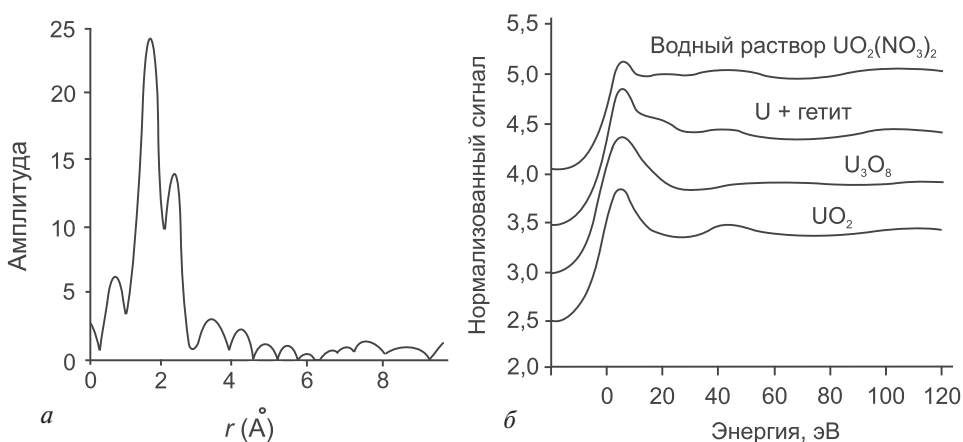 25
20
15
10
5
0
Амплитуда
0 2 4 6 8
r (Å)
а
5,5
5,0
4,5
4,0
3,5
3,0
2,5
2,0
Нормализованный сигнал
Водный раствор UO₂(NO₃)₂
U + гетит
U₃O₈
UO₂
0 20 40 60 80 100 120
Энергия, эВ
б